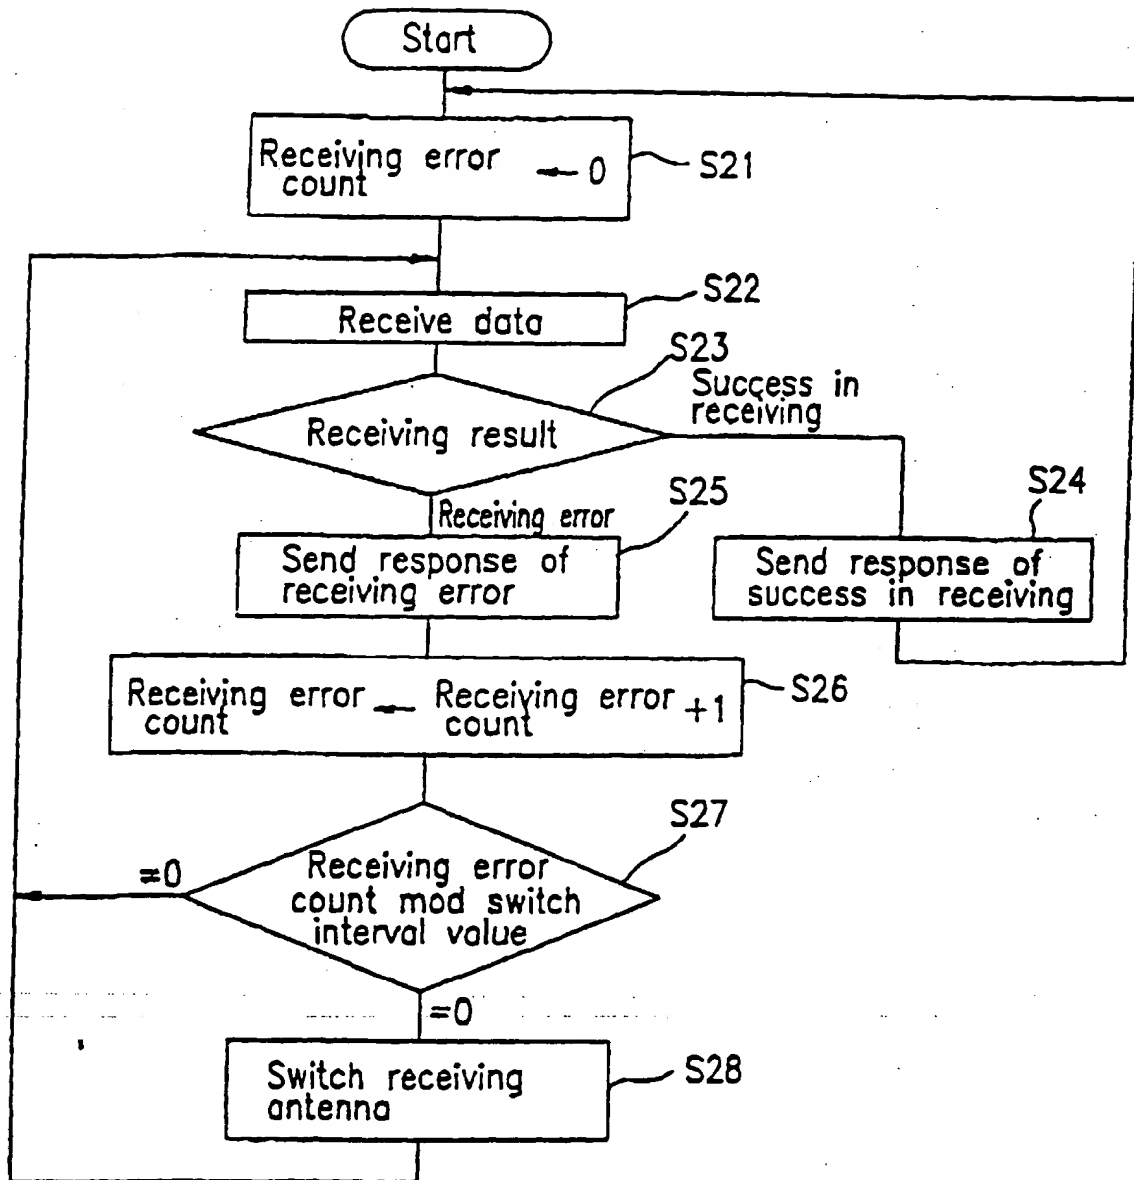 Start
Receiving error
count
← 0
S21
Receive data
S22
S23
Receiving result
Success in
receiving
Receiving error
S25
Send response of
receiving error
S24
Send response of
success in receiving
Receiving error
count
← Receiving error
count
+1
S26
S27
Receiving error
count mod switch
interval value
≠0
=0
Switch receiving
antenna
S28